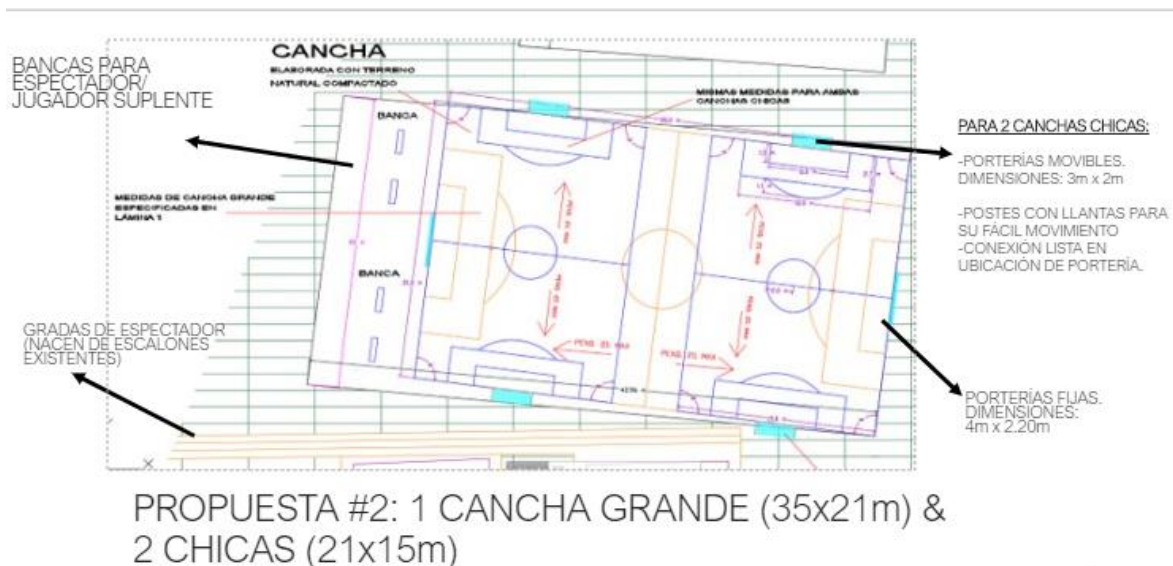 CANCHA
ELABORADA CON TERRENO
NATURAL COMPACTADO
BANCAS PARA
ESPECTADOR/
JUGADOR SUPLENTE
MISMAS MEDIDAS PARA AMBAS
CANCHAS CHICAS
BANCA
MEDIDAS DE CANCHA GRANDE
ESPECIFICADAS EN
LÁMINA 1
BANCA
GRADAS DE ESPECTADOR
(NACEN DE ESCALONES
EXISTENTES)
PARA 2 CANCHAS CHICAS:
-PORTERÍAS MOVIBLES.
DIMENSIONES: 3m x 2m
-POSTES CON LLANTAS PARA
SU FÁCIL MOVIMIENTO
-CONEXIÓN LISTA EN
UBICACIÓN DE PORTERÍA.
PORTERÍAS FIJAS.
DIMENSIONES:
4m x 2.20m
PROPUESTA #2: 1 CANCHA GRANDE (35x21m) &
2 CHICAS (21x15m)